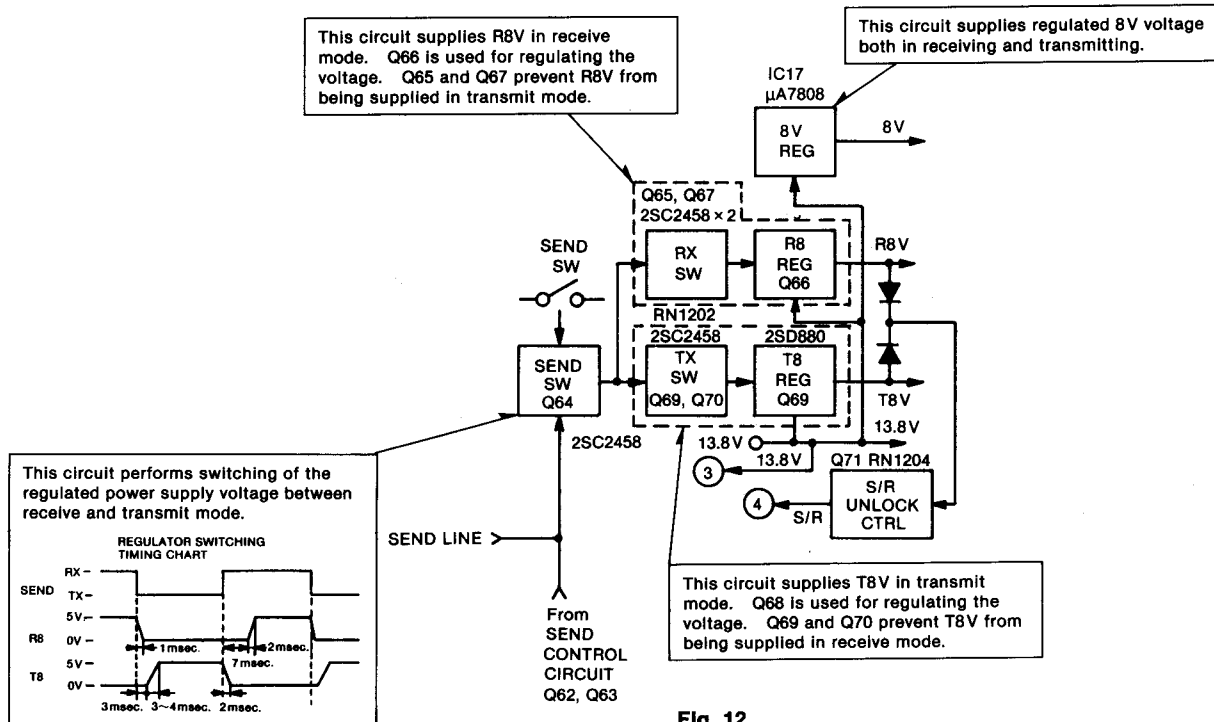 This circuit supplies R8V in receive
mode. Q66 is used for regulating the
voltage. Q65 and Q67 prevent R8V from
being supplied in transmit mode.
This circuit supplies regulated 8V voltage
both in receiving and transmitting.
IC17
μA7808
8V
REG
8V
Q65, Q67
2SC2458 × 2
SEND
SW
RX
SW
R8
REG
Q66
R8V
RN1202
2SC2458
2SD880
SEND
SW
Q64
TX
SW
Q69, Q70
T8
REG
Q69
T8V
2SC2458
13.8V
13.8V
13.8V
3
Q71 RN1204
S/R
UNLOCK
CTRL
4
S/R
This circuit performs switching of the
regulated power supply voltage between
receive and transmit mode.
REGULATOR SWITCHING
TIMING CHART
SEND
RX
TX
R8
5V
0V
1msec.
7msec.
2msec.
T8
5V
0V
3msec.
3~4msec.
2msec.
SEND LINE
From
SEND
CONTROL
CIRCUIT
Q62, Q63
This circuit supplies T8V in transmit
mode. Q68 is used for regulating the
voltage. Q69 and Q70 prevent T8V from
being supplied in receive mode.
Fig. 12